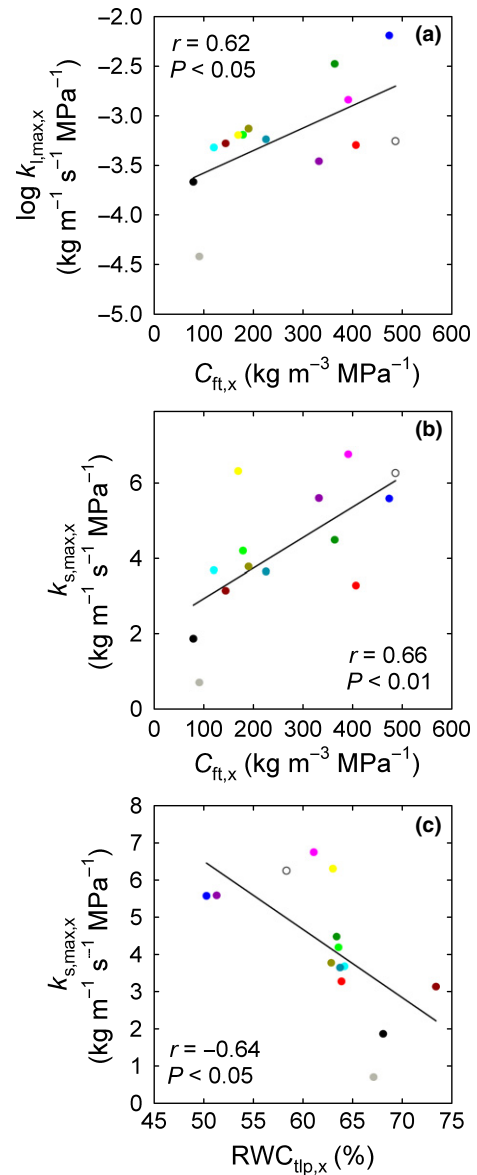 (a)
r = 0.62
P < 0.05
−2.0
−2.5
−3.0
−3.5
−4.0
−4.5
−5.0
log kl,max,x
(kg m−1 s−1 MPa−1)
0 100 200 300 400 500 600
Cft,x (kg m−3 MPa−1)
(b)
6
4
2
0
ks,max,x
(kg m−1 s−1 MPa−1)
r = 0.66
P < 0.01
0 100 200 300 400 500 600
Cft,x (kg m−3 MPa−1)
(c)
8
7
6
5
4
3
2
1
0
ks,max,x
(kg m−1 s−1 MPa−1)
r = −0.64
P < 0.05
45 50 55 60 65 70 75
RWCtlp,x (%)